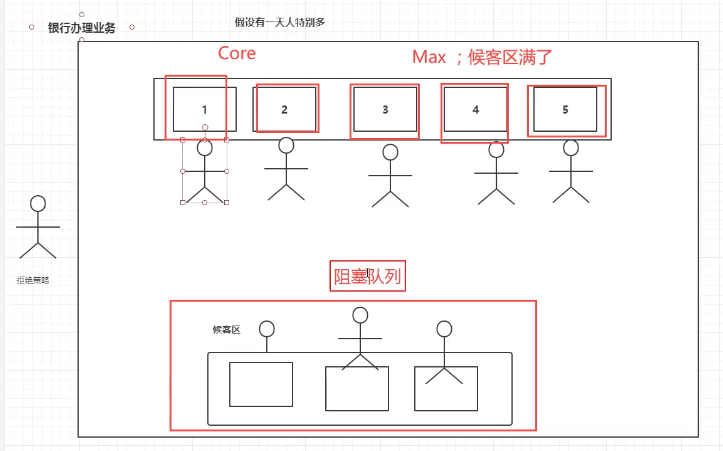 银行办理业务
假设有一天人特别多
Core
Max ；候客区满了
1
2
3
4
5
拒绝策略
阻塞队列
候客区